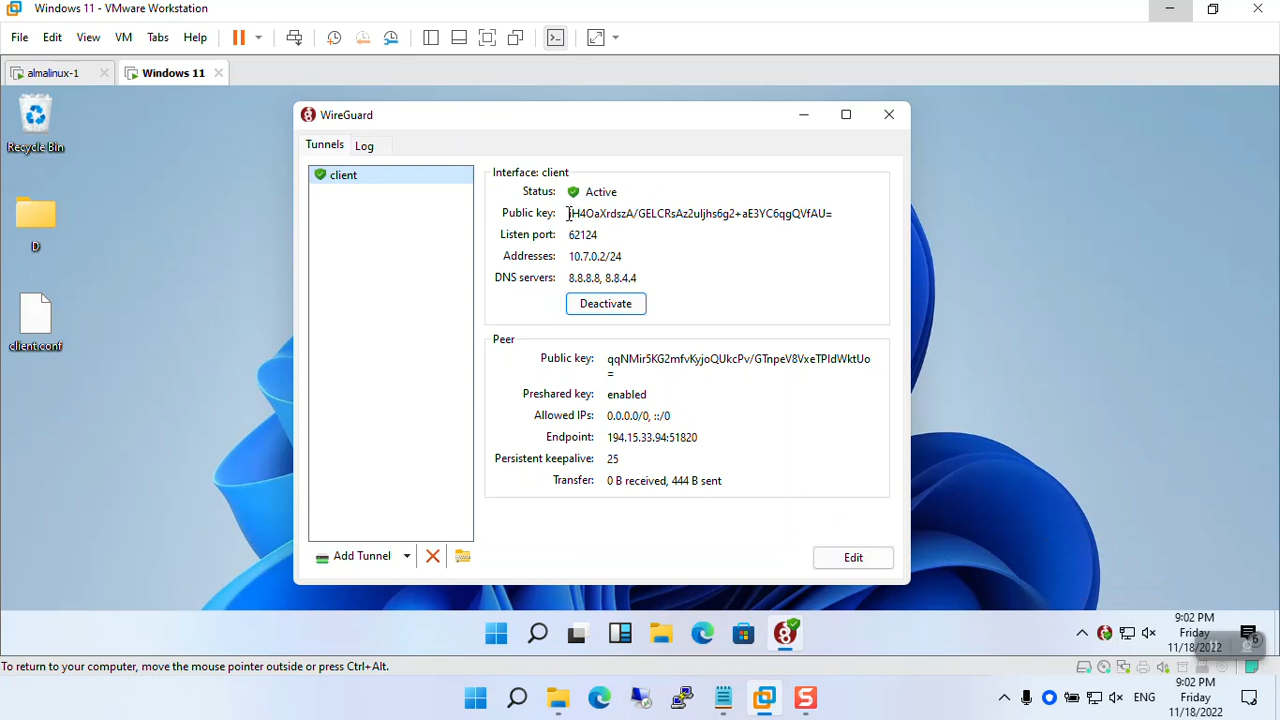 Windows 11 - VMware Workstation
File Edit View VM Tabs Help
almalinux-1 Windows 11
Recycle Bin
D
client.conf
WireGuard
Tunnels Log
client
Interface: client
Status: Active
Public key: jH4OaXrdszA/GELCRsAz2uIjhs6g2+aE3YC6qgQVfAU=
Listen port: 62124
Addresses: 10.7.0.2/24
DNS servers: 8.8.8.8, 8.8.4.4
Deactivate
Peer
Public key: qqNMir5KG2mfvKyjoQUkcPv/GTnpeV8VxeTPIdWktUo
=
Preshared key: enabled
Allowed IPs: 0.0.0.0/0, ::/0
Endpoint: 194.15.33.94:51820
Persistent keepalive: 25
Transfer: 0 B received, 444 B sent
Add Tunnel
Edit
9:02 PM
Friday
11/18/2022
6
To return to your computer, move the mouse pointer outside or press Ctrl+Alt.
ENG
9:02 PM
Friday
11/18/2022